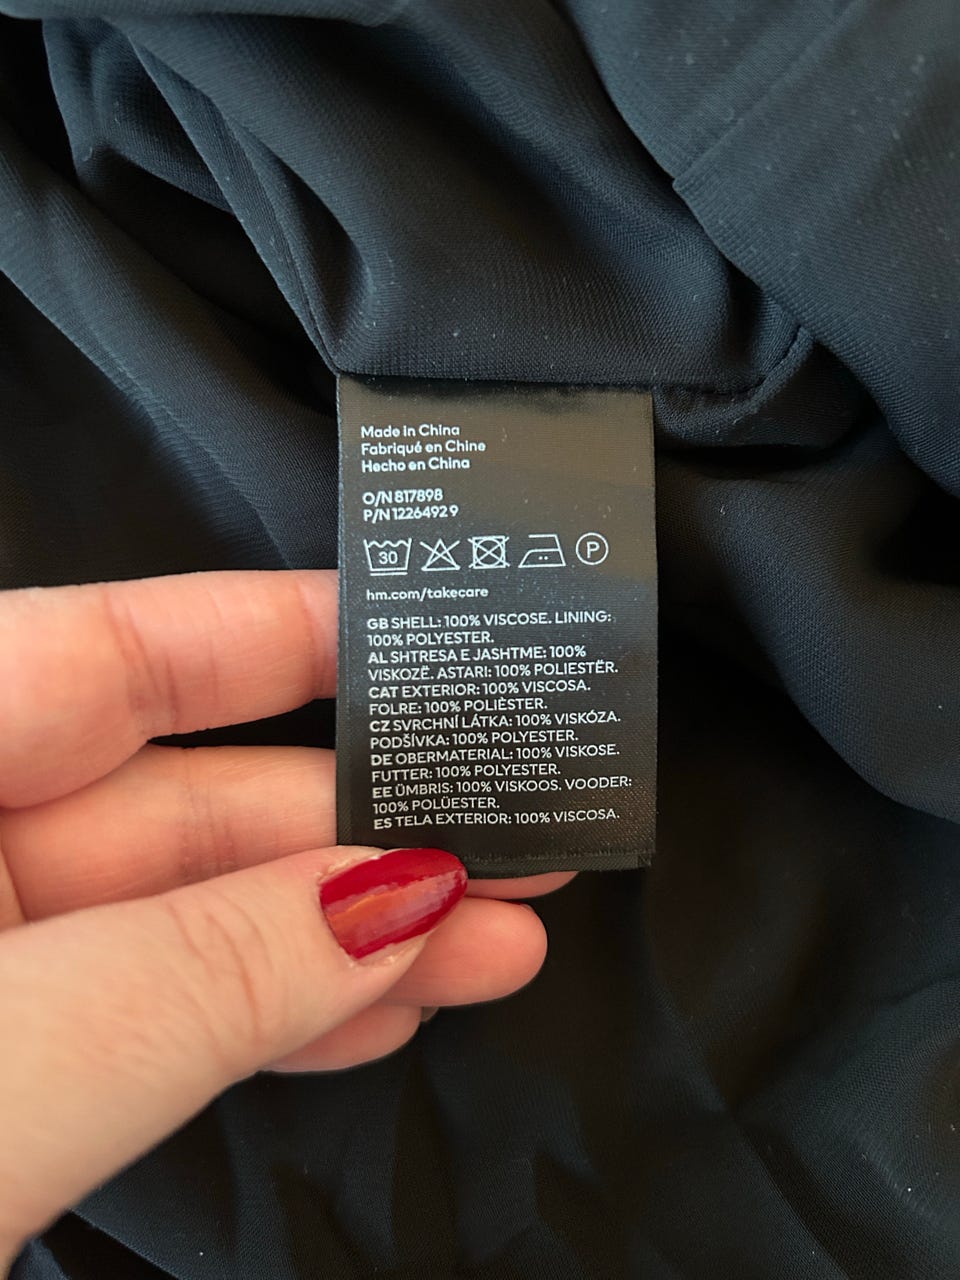 Made in China
Fabriqué en Chine
Hecho en China
O/N 817898
P/N 12264929
30 P
hm.com/takecare
GB SHELL: 100% VISCOSE. LINING:
100% POLYESTER.
AL SHTRESA E JASHTME: 100%
VISKOZË. ASTARI: 100% POLIESTËR.
CAT EXTERIOR: 100% VISCOSA.
FOLRE: 100% POLIÈSTER.
CZ SVRCHNÍ LÁTKA: 100% VISKÓZA.
PODŠÍVKA: 100% POLYESTER.
DE OBERMATERIAL: 100% VISKOSE.
FUTTER: 100% POLYESTER.
EE ÜMBRIS: 100% VISKOOS. VOODER:
100% POLÜESTER.
ES TELA EXTERIOR: 100% VISCOSA.